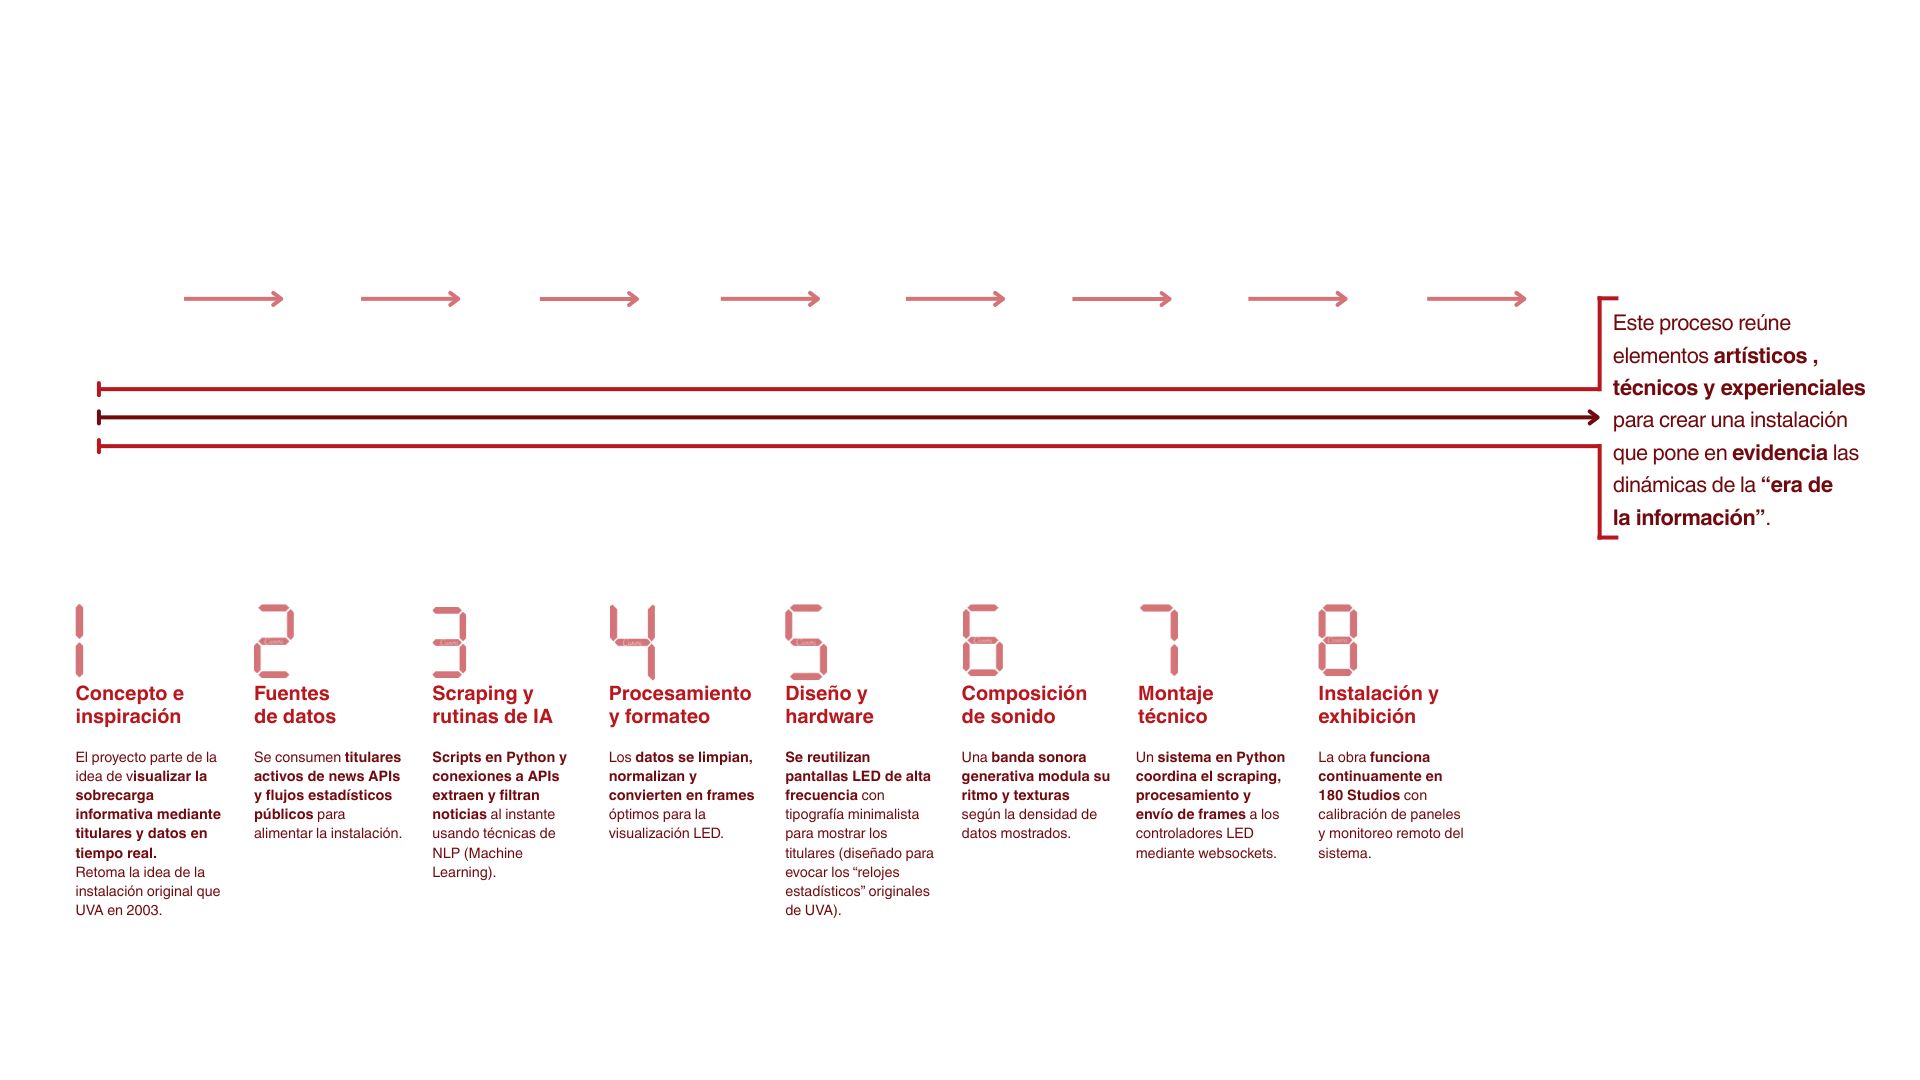 Este proceso reúne
elementos artísticos ,
técnicos y experienciales
para crear una instalación
que pone en evidencia las
dinámicas de la “era de
la información”.
1
Concepto e
inspiración
El proyecto parte de la
idea de visualizar la
sobrecarga
informativa mediante
titulares y datos en
tiempo real.
Retoma la idea de la
instalación original que
UVA en 2003.
2
Fuentes
de datos
Se consumen titulares
activos de news APIs
y flujos estadísticos
públicos para
alimentar la instalación.
3
Scraping y
rutinas de IA
Scripts en Python y
conexiones a APIs
extraen y filtran
noticias al instante
usando técnicas de
NLP (Machine
Learning).
4
Procesamiento
y formateo
Los datos se limpian,
normalizan y
convierten en frames
óptimos para la
visualización LED.
5
Diseño y
hardware
Se reutilizan
pantallas LED de alta
frecuencia con
tipografía minimalista
para mostrar los
titulares (diseñado para
evocar los “relojes
estadísticos” originales
de UVA).
6
Composición
de sonido
Una banda sonora
generativa modula su
ritmo y texturas
según la densidad de
datos mostrados.
7
Montaje
técnico
Un sistema en Python
coordina el scraping,
procesamiento y
envío de frames a los
controladores LED
mediante websockets.
8
Instalación y
exhibición
La obra funciona
continuamente en
180 Studios con
calibración de paneles
y monitoreo remoto del
sistema.